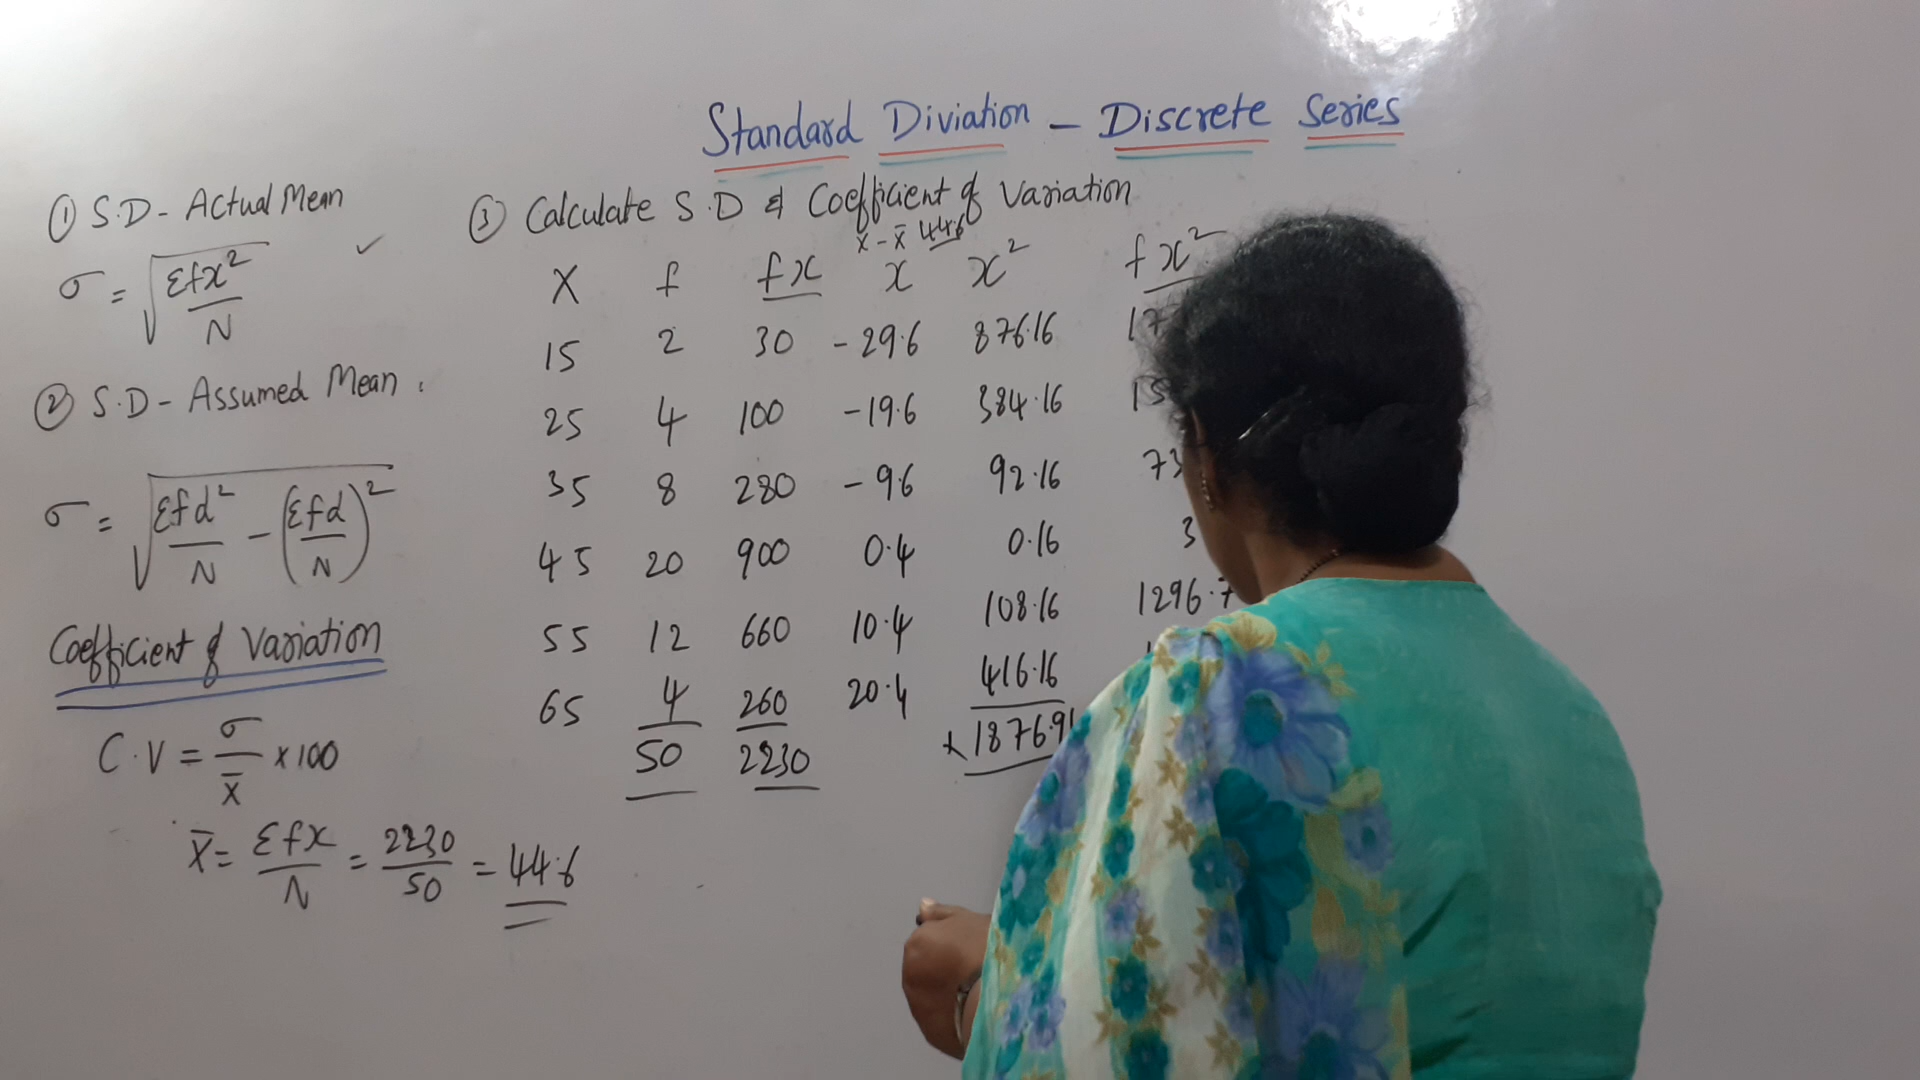 Standard Diviation - Discrete Series
① S.D - Actual Mean
σ = √(Σfx² / N)
② S.D - Assumed Mean.
σ = √(Σfd² / N - (Σfd / N)²)
Coefficient of Variation
C.V = σ / x̄ × 100
x̄ = Σfx / N = 2230 / 50 = 44.6
③ Calculate S.D & Coefficient of Variation
x - x̄ 44.6
X f fx x x² fx²
15 2 30 -29.6 876.16
25 4 100 -19.6 384.16
35 8 280 -9.6 92.16
45 20 900 0.4 0.16
55 12 660 10.4 108.16 1296.7
65 4 260 20.4 416.16
50 2230